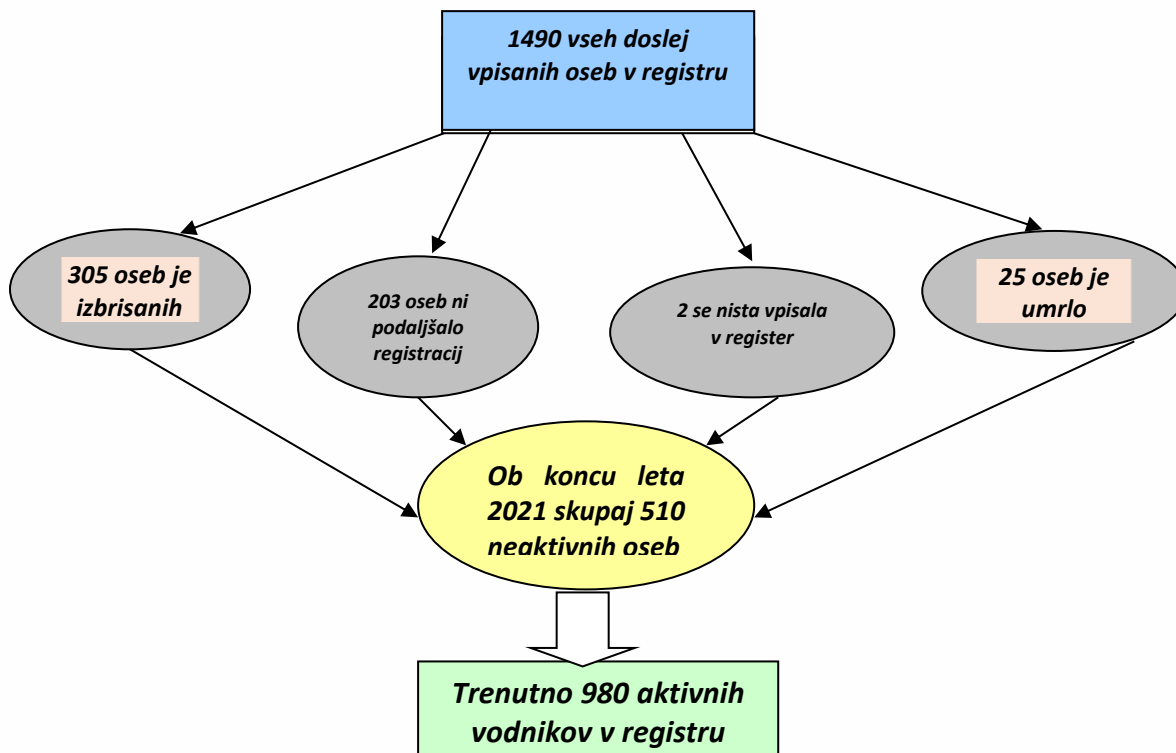 1490 vseh doslej
vpisanih oseb v registru
305 oseb je
izbrisanih
203 oseb ni
podaljšalo
registracij
2 se nista vpisala
v register
25 oseb je
umrlo
Ob koncu leta
2021 skupaj 510
neaktivnih oseb
Trenutno 980 aktivnih
vodnikov v registru